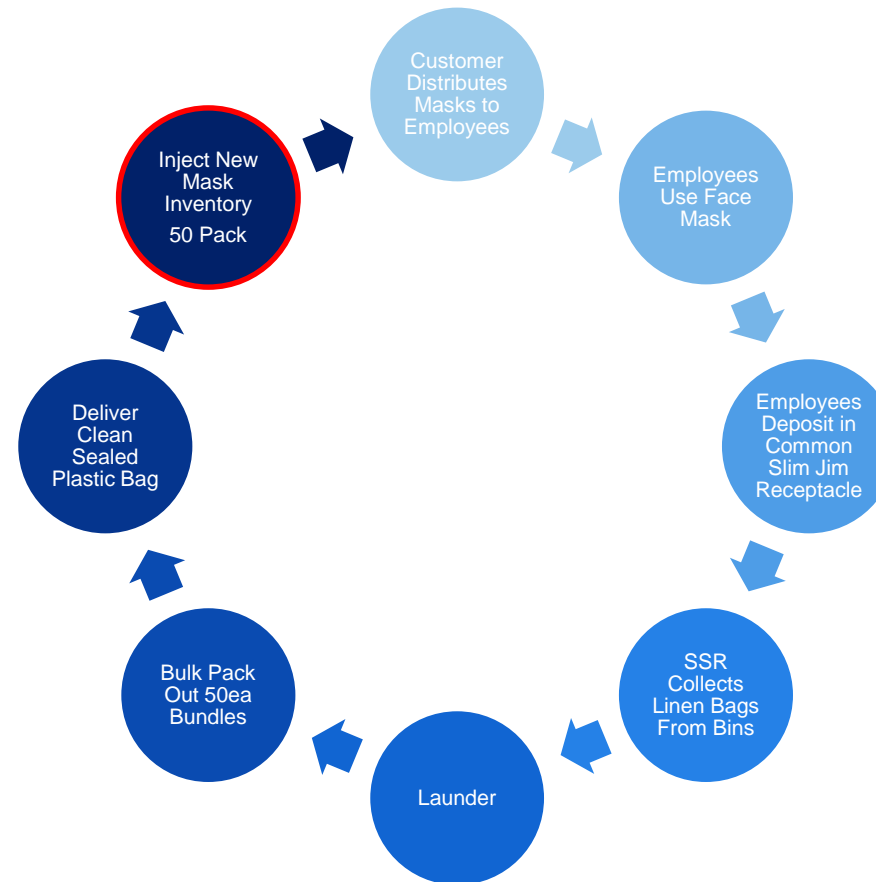 Customer
Distributes
Masks to
Employees
Employees
Use Face
Mask
Employees
Deposit in
Common
Slim Jim
Receptacle
SSR
Collects
Linen Bags
From Bins
Launder
Bulk Pack
Out 50ea
Bundles
Deliver
Clean
Sealed
Plastic Bag
Inject New
Mask
Inventory
50 Pack